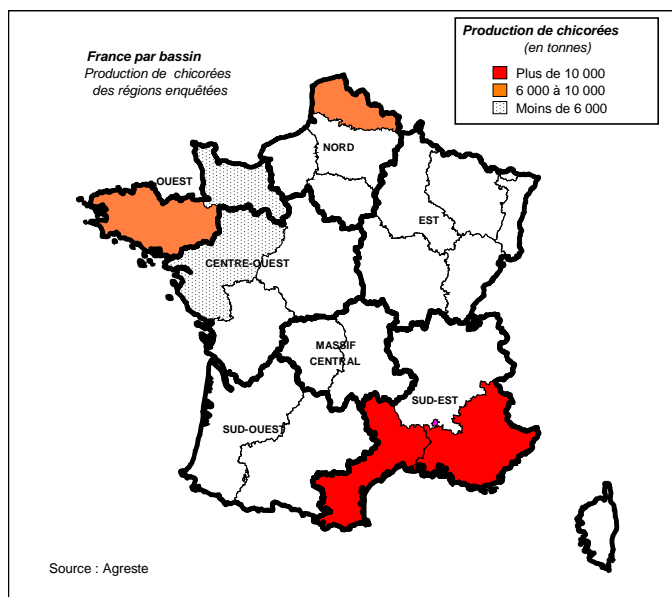 France par bassin
Production de chicorées
des régions enquêtées
Production de chicorées
(en tonnes)
Plus de 10 000
6 000 à 10 000
Moins de 6 000
NORD
OUEST
EST
CENTRE-OUEST
MASSIF
CENTRAL
SUD-EST
SUD-OUEST
Source : Agreste